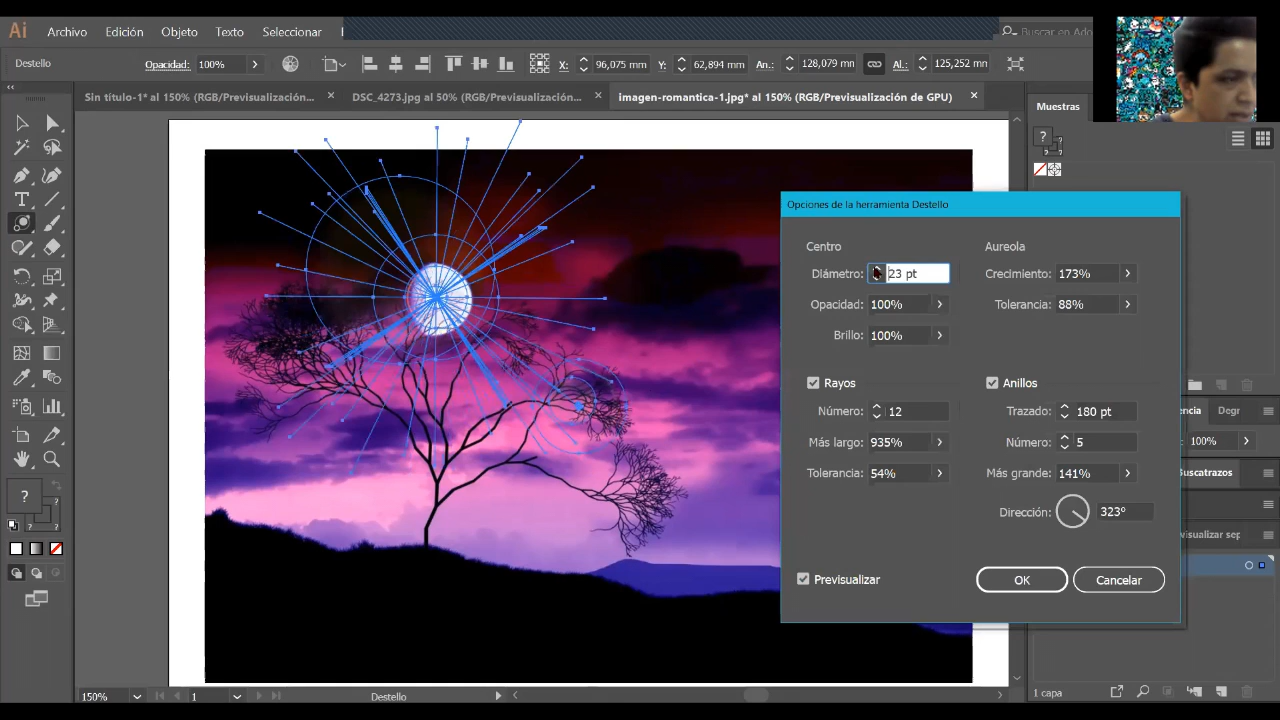 Ai Archivo Edición Objeto Texto Seleccionar
Buscar en Ado
Destello Opacidad: 100% X: 96,075 mm Y: 62,894 mm An.: 128,079 mm Al.: 125,252 mm
Sin título-1* al 150% (RGB/Previsualización... × DSC_4273.jpg al 50% (RGB/Previsualización... × imagen-romantica-1.jpg* al 150% (RGB/Previsualización de GPU) ×
Muestras
Opciones de la herramienta Destello
Centro
Aureola
Diámetro: 23 pt
Crecimiento: 173%
Opacidad: 100%
Tolerancia: 88%
Brillo: 100%
Rayos
Anillos
Número: 12
Trazado: 180 pt
Más largo: 935%
Número: 5
Tolerancia: 54%
Más grande: 141%
Dirección: 323º
Previsualizar
OK
Cancelar
encia Degr
100%
Buscatrazos
visualizar sep
150% 1 Destello
1 capa